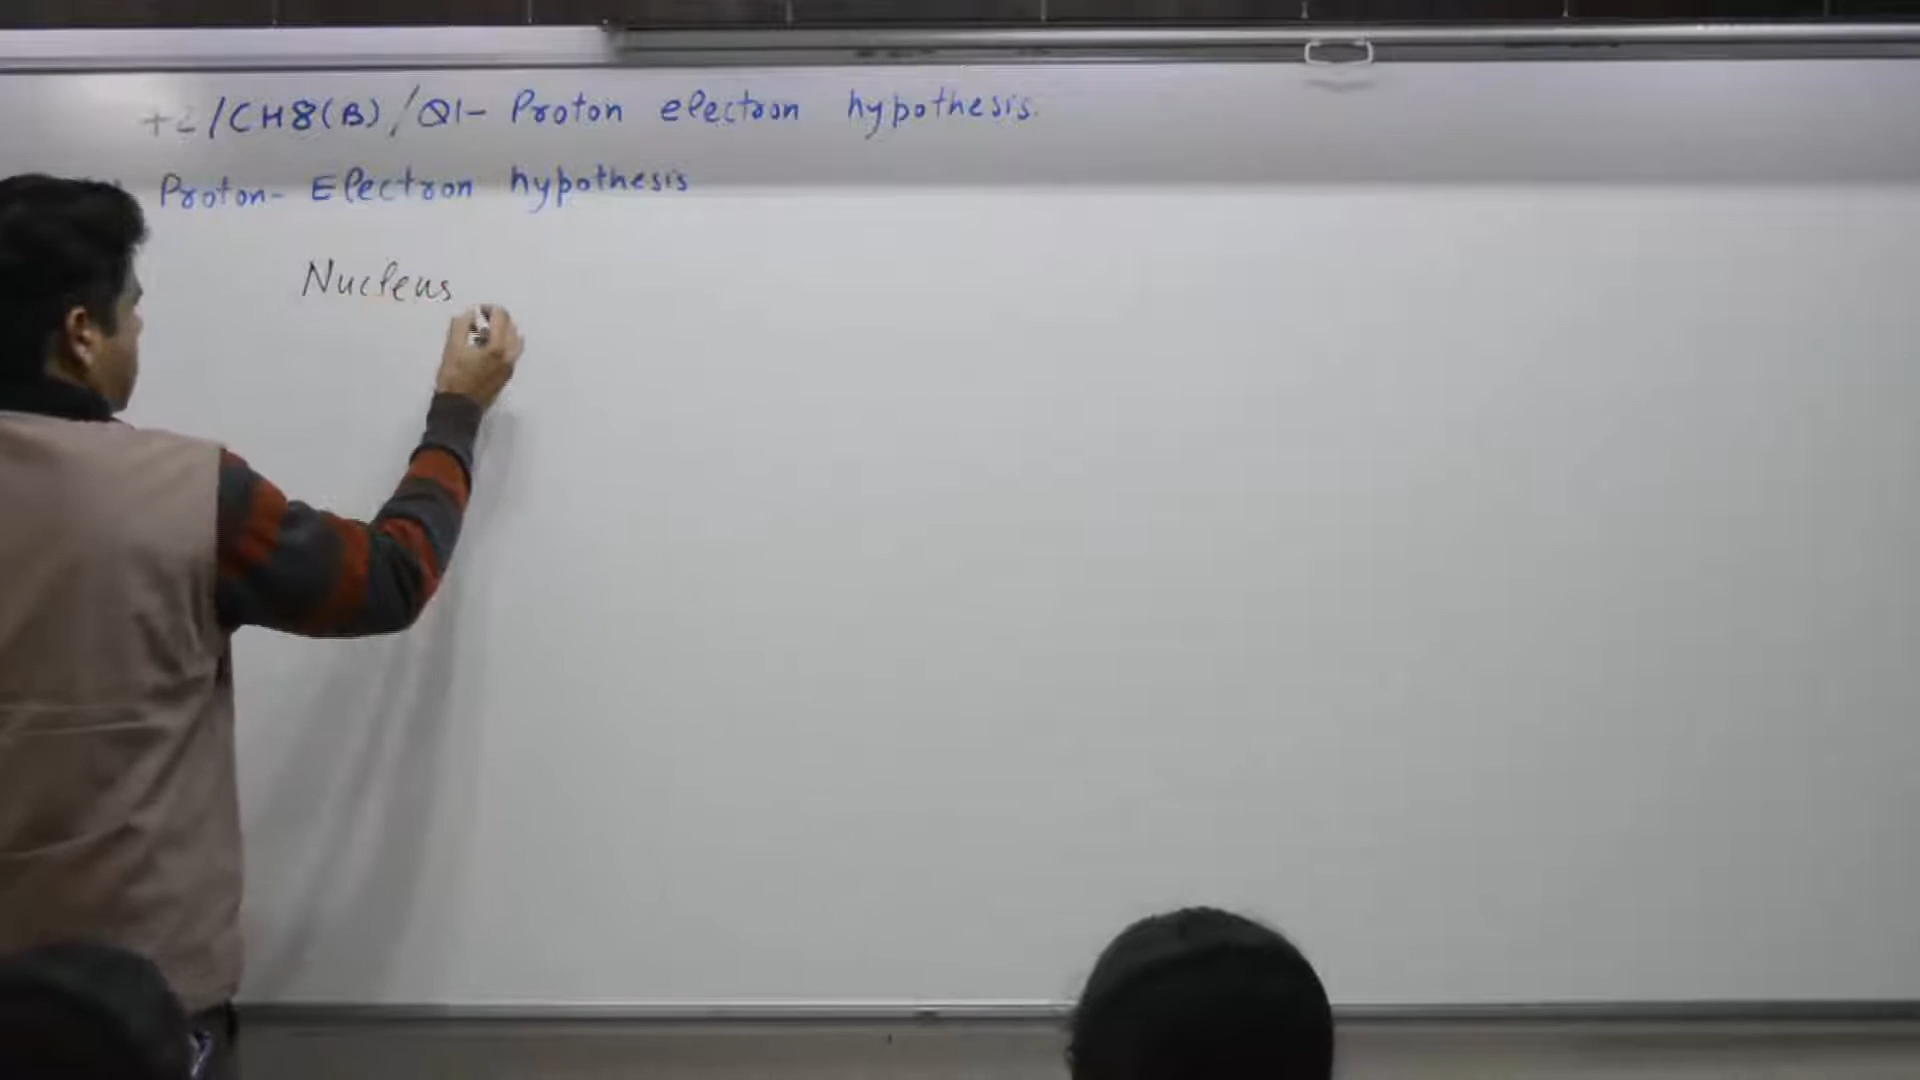 +2/CH8(B)/Q1- Proton electron hypothesis.
Proton- Electron hypothesis
Nucleus